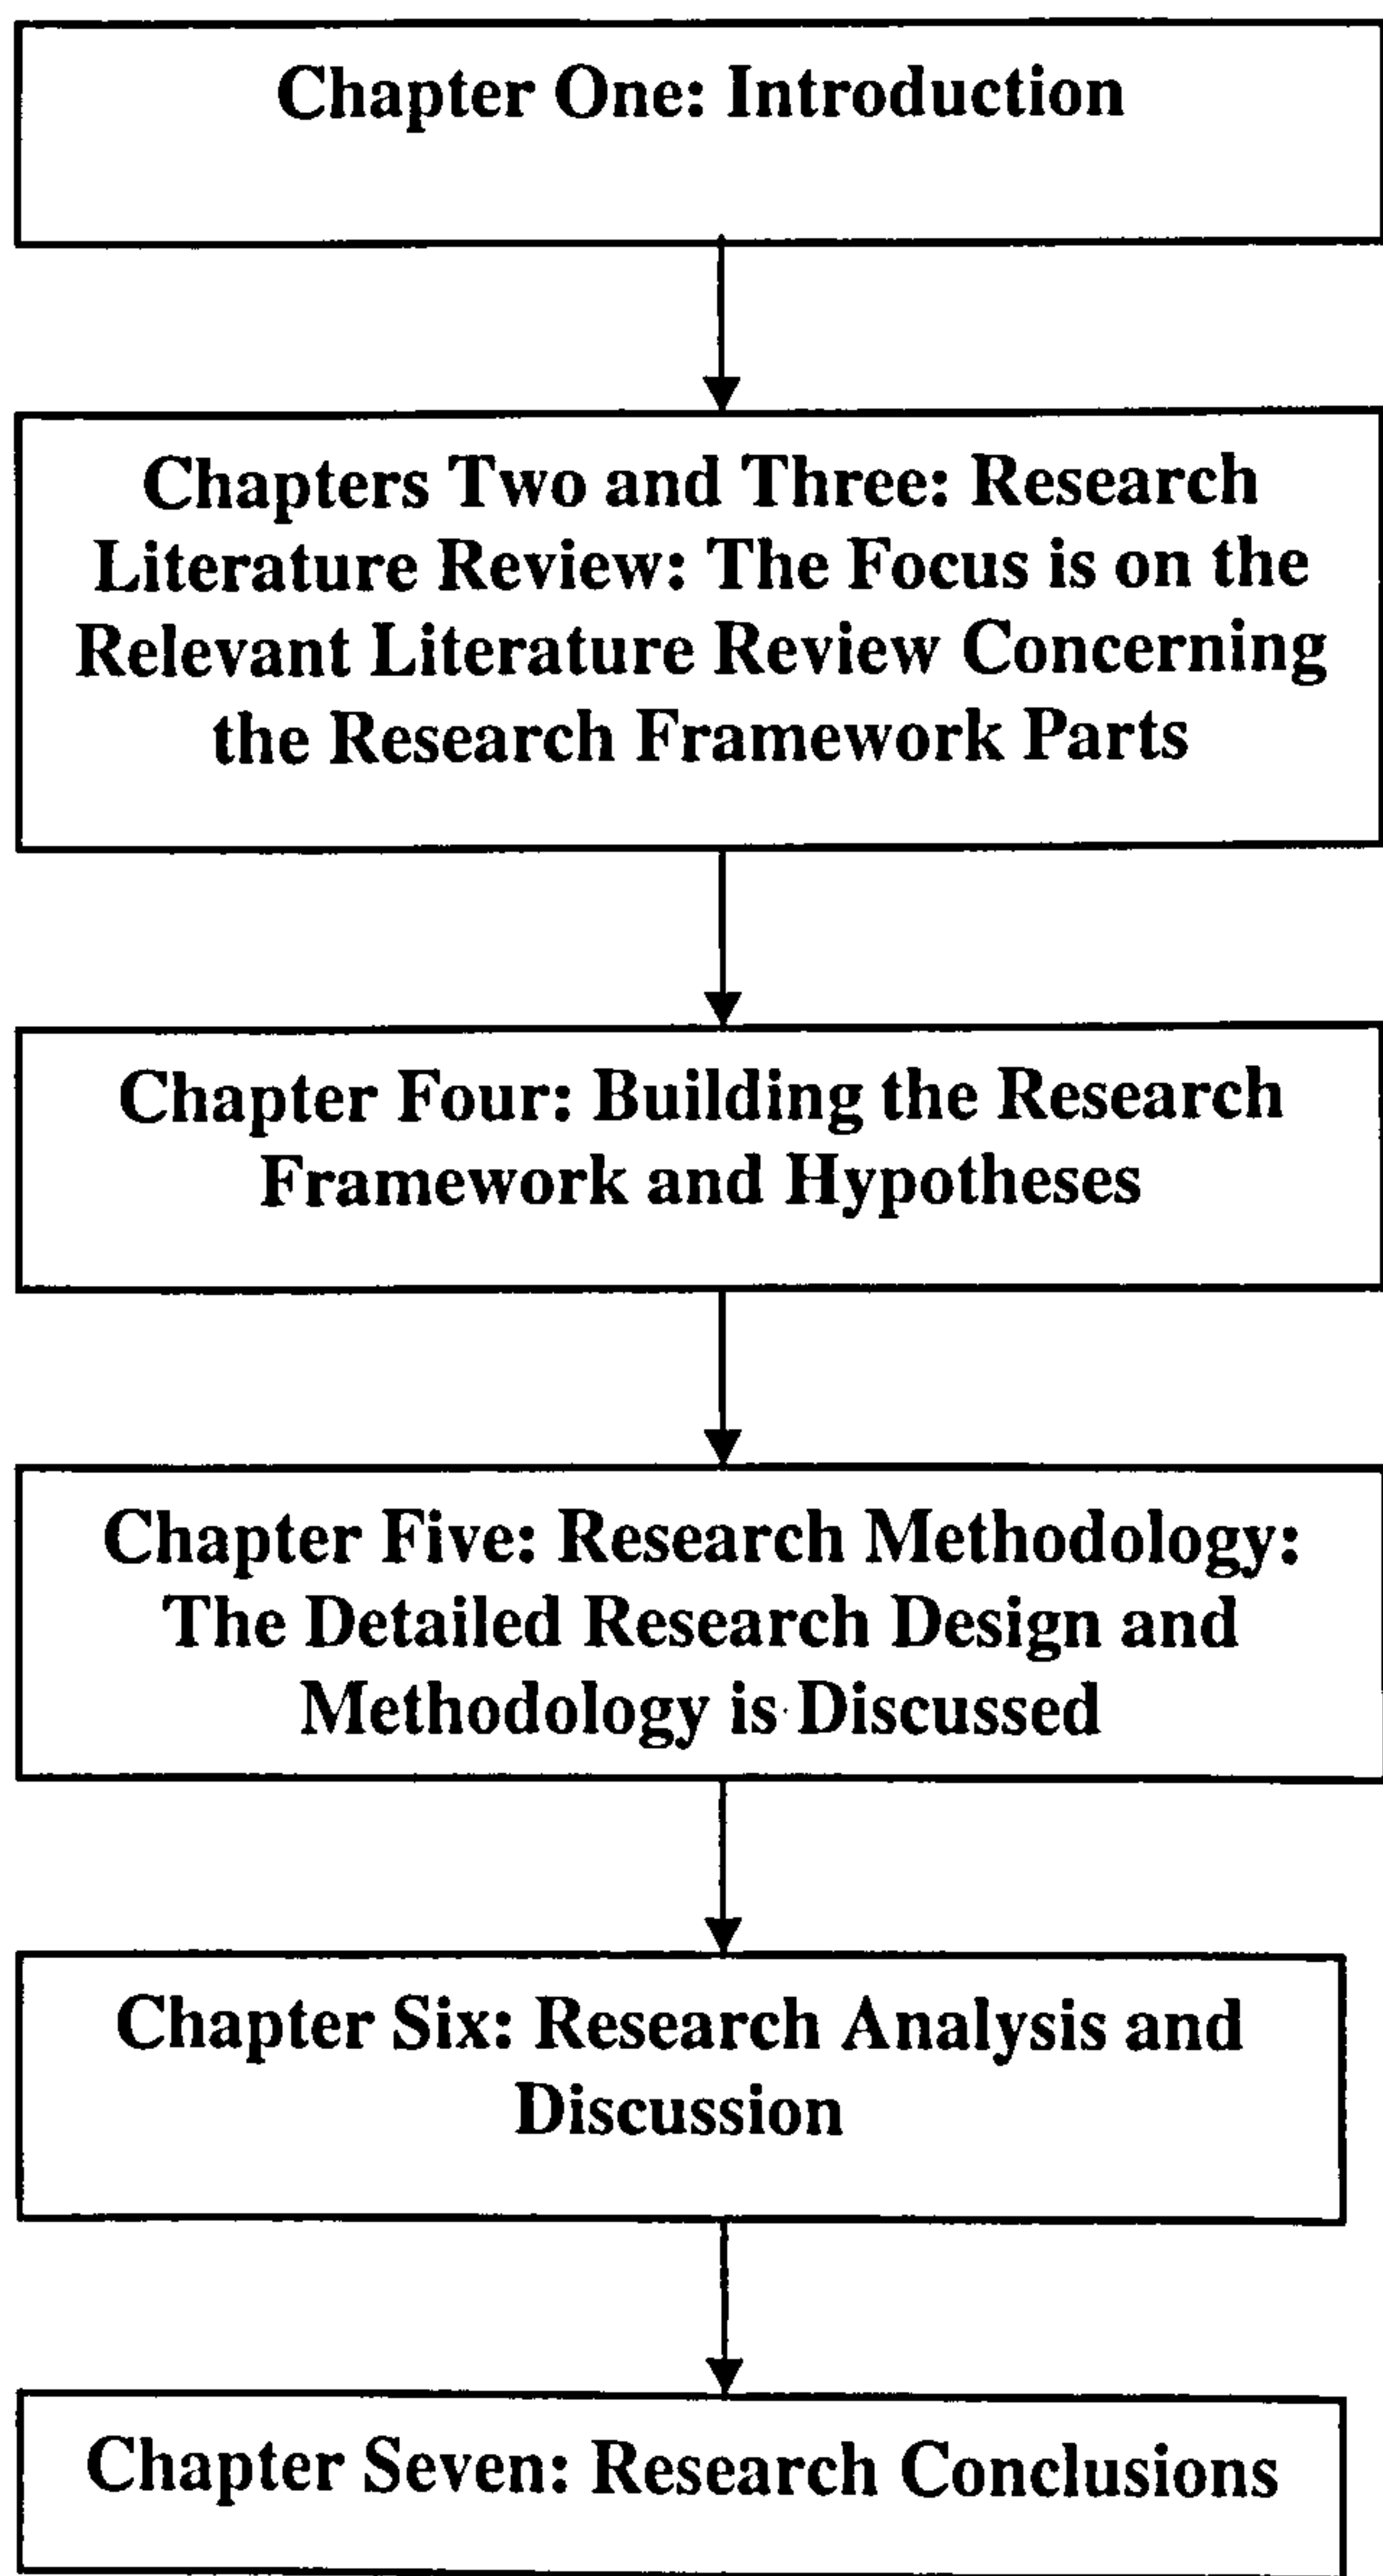 Chapter One: Introduction
Chapters Two and Three: Research
Literature Review: The Focus is on the
Relevant Literature Review Concerning
the Research Framework Parts
Chapter Four: Building the Research
Framework and Hypotheses
Chapter Five: Research Methodology:
The Detailed Research Design and
Methodology is Discussed
Chapter Six: Research Analysis and
Discussion
Chapter Seven: Research Conclusions